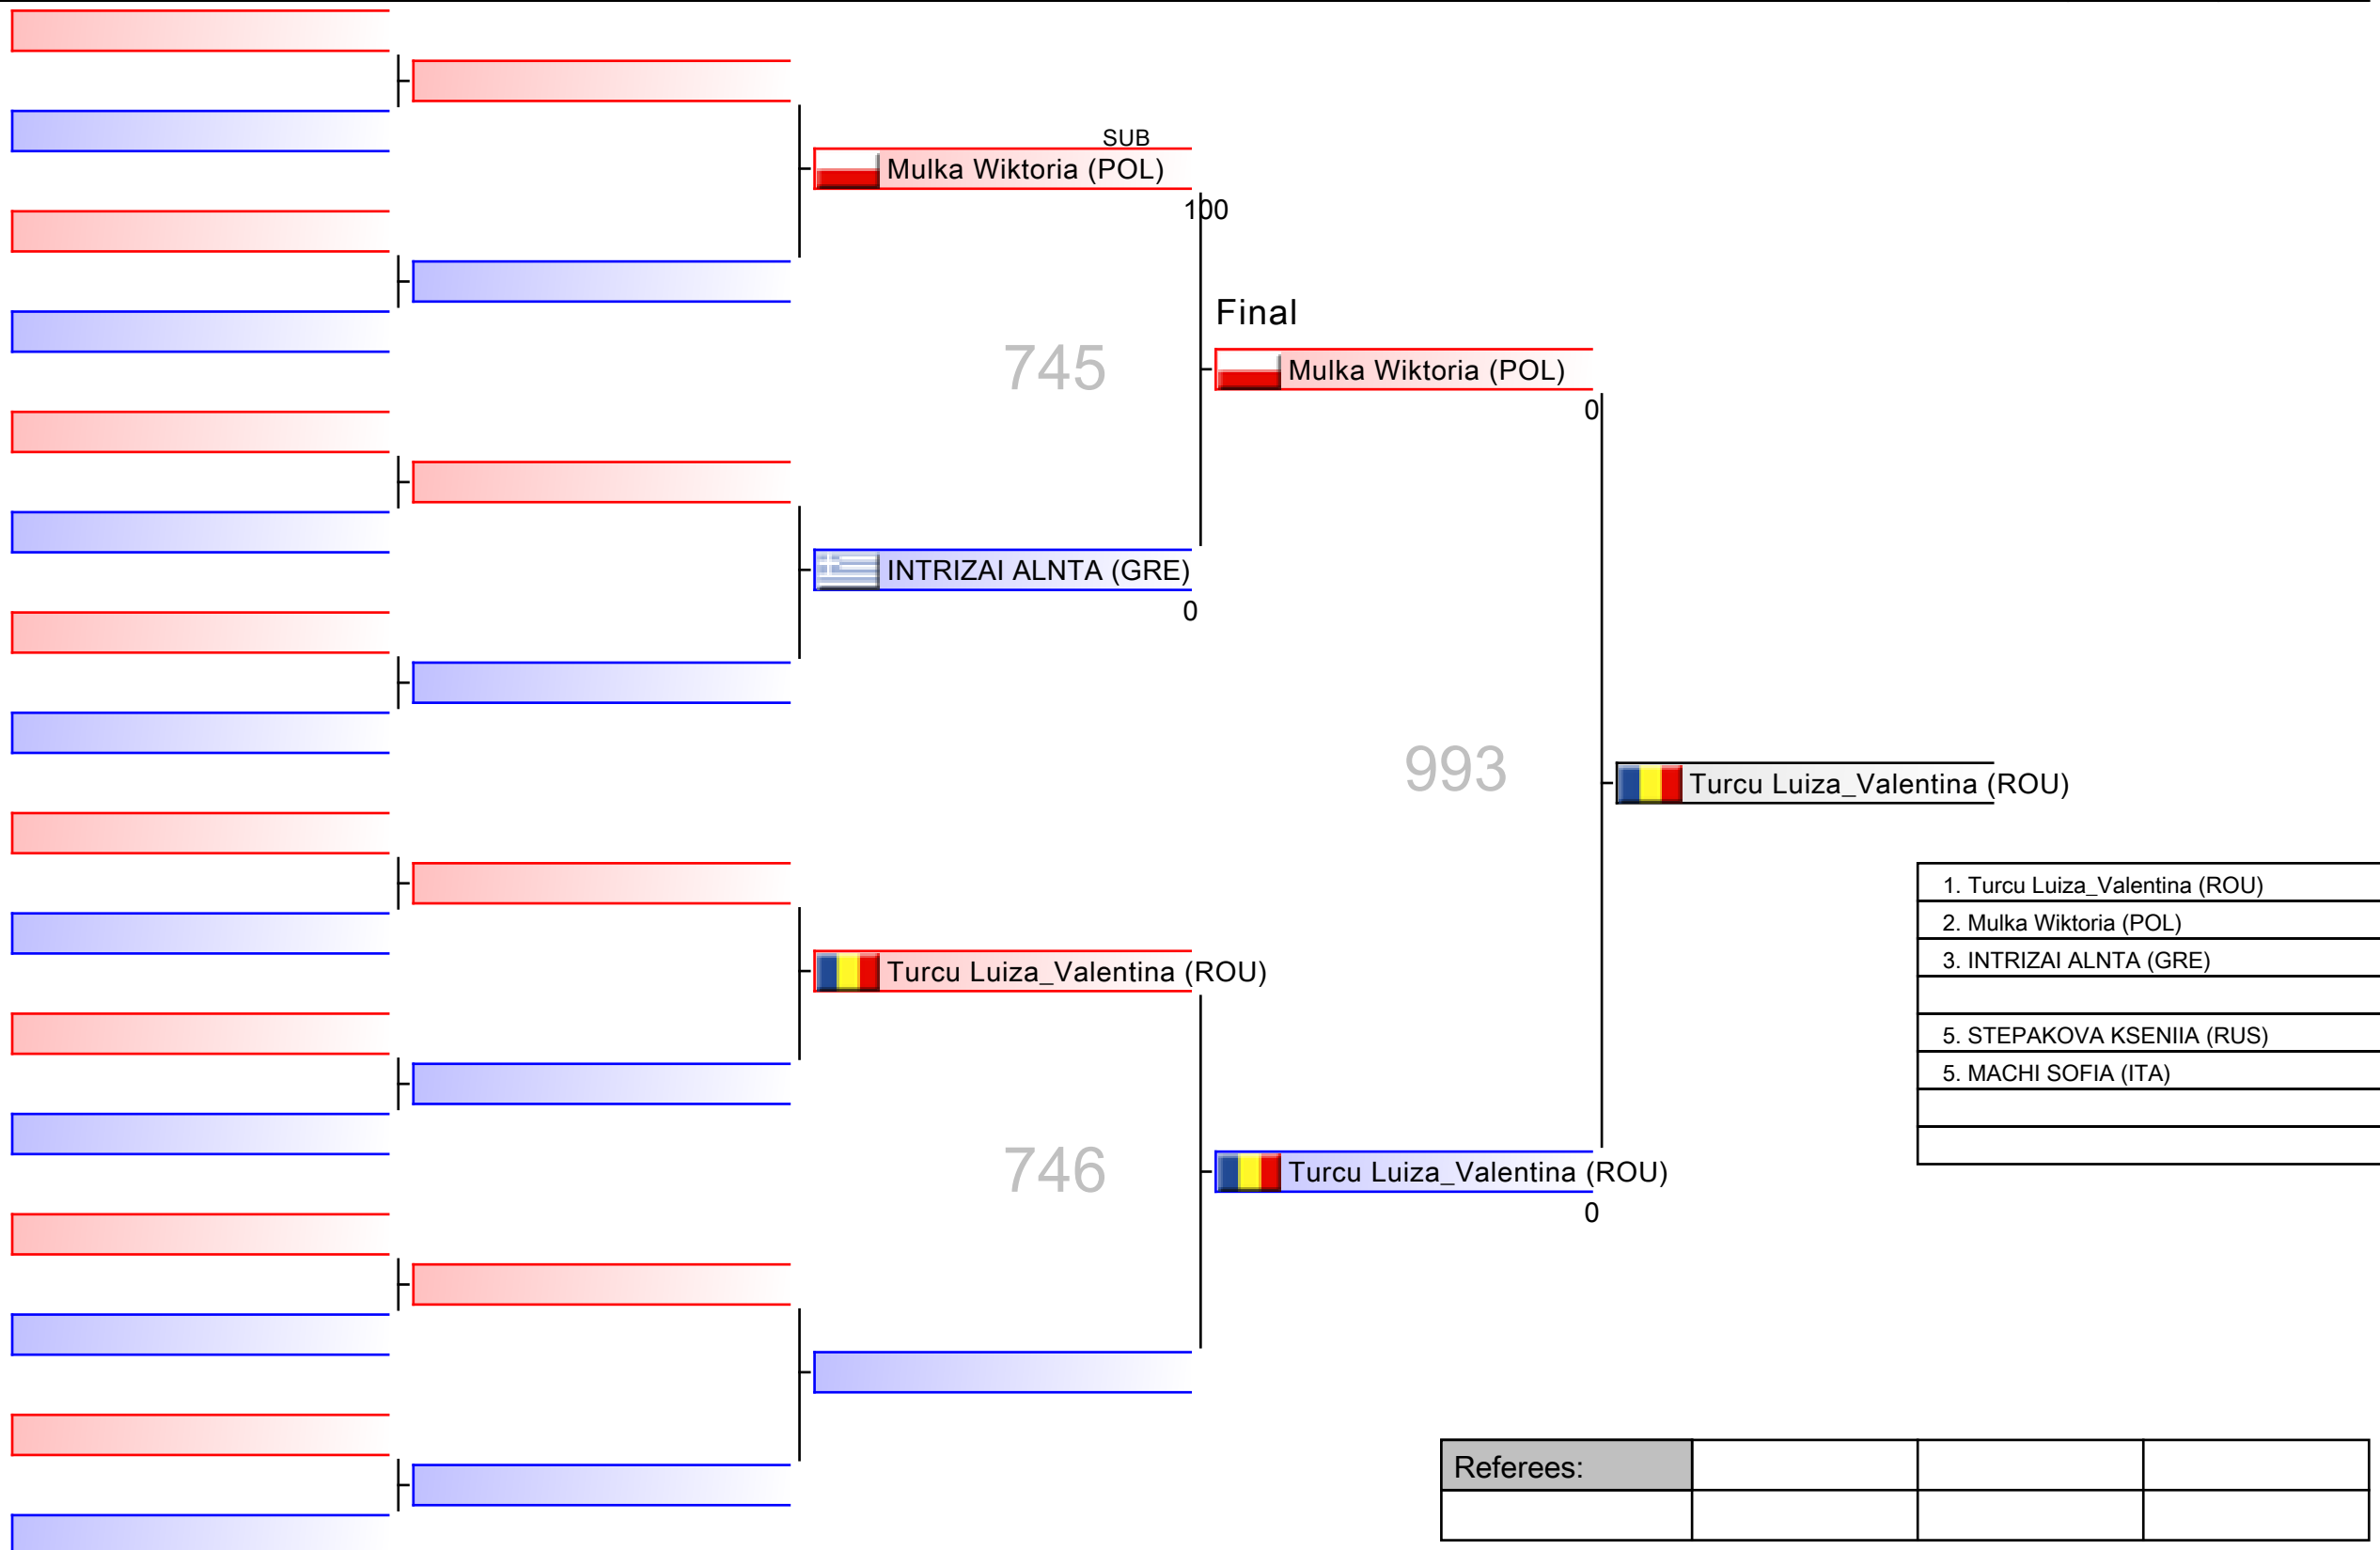 SUB
Mulka Wiktoria (POL)
100
Final
745
Mulka Wiktoria (POL)
0
INTRIZAI ALNTA (GRE)
0
993
Turcu Luiza_Valentina (ROU)
1. Turcu Luiza_Valentina (ROU)
2. Mulka Wiktoria (POL)
3. INTRIZAI ALNTA (GRE)
5. STEPAKOVA KSENIIA (RUS)
5. MACHI SOFIA (ITA)
Turcu Luiza_Valentina (ROU)
746
Turcu Luiza_Valentina (ROU)
0
Referees: